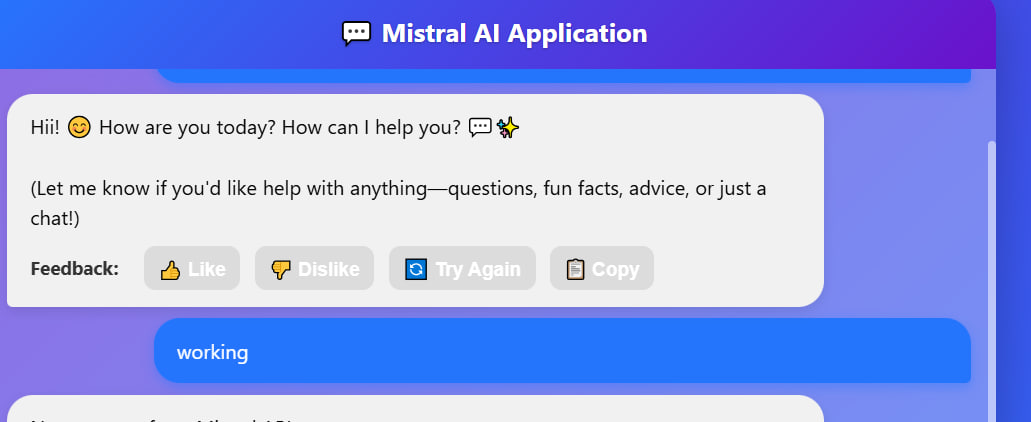 💬 Mistral AI Application
Hii! 😊 How are you today? How can I help you? 💬✨
(Let me know if you'd like help with anything—questions, fun facts, advice, or just a
chat!)
Feedback: 👍 Like 👎 Dislike 🔄 Try Again 📋 Copy
working